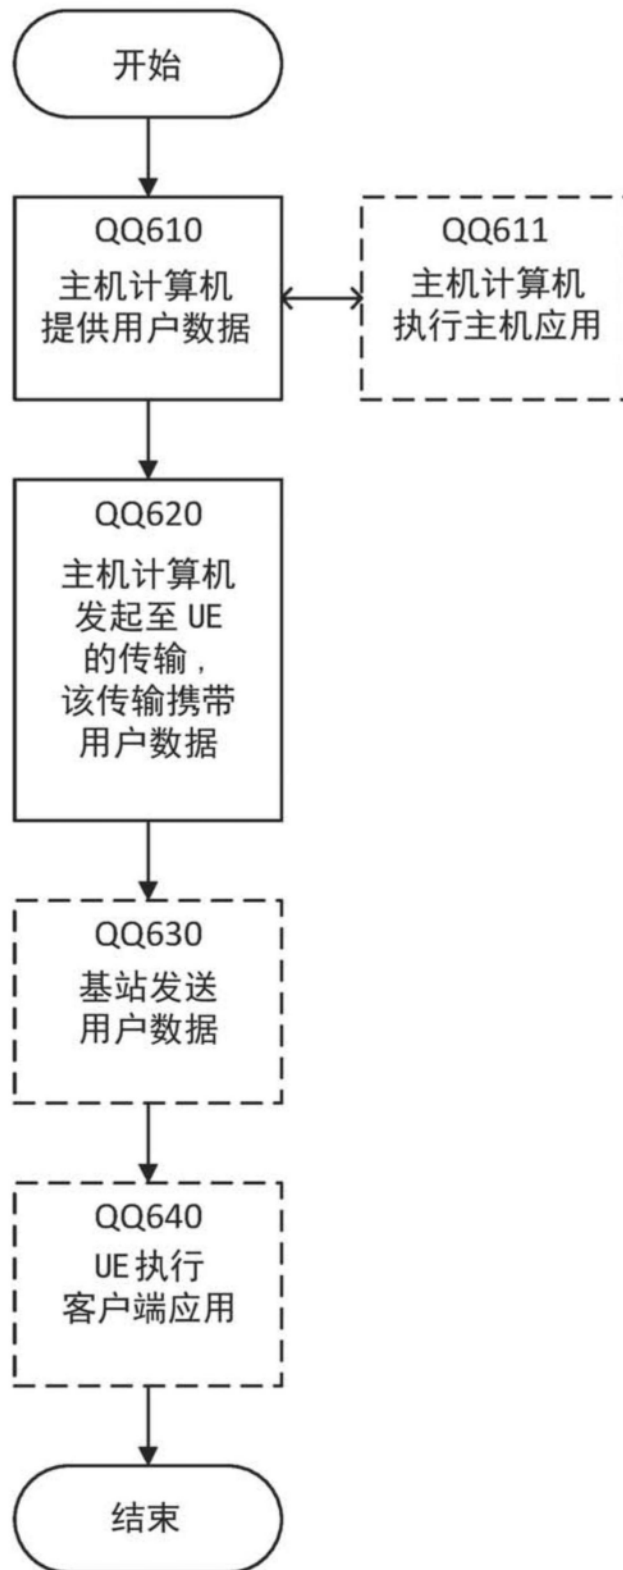 开始
QQ610
主机计算机
提供用户数据
QQ611
主机计算机
执行主机应用
QQ620
主机计算机
发起至 UE
的传输,
该传输携带
用户数据
QQ630
基站发送
用户数据
QQ640
UE 执行
客户端应用
结束